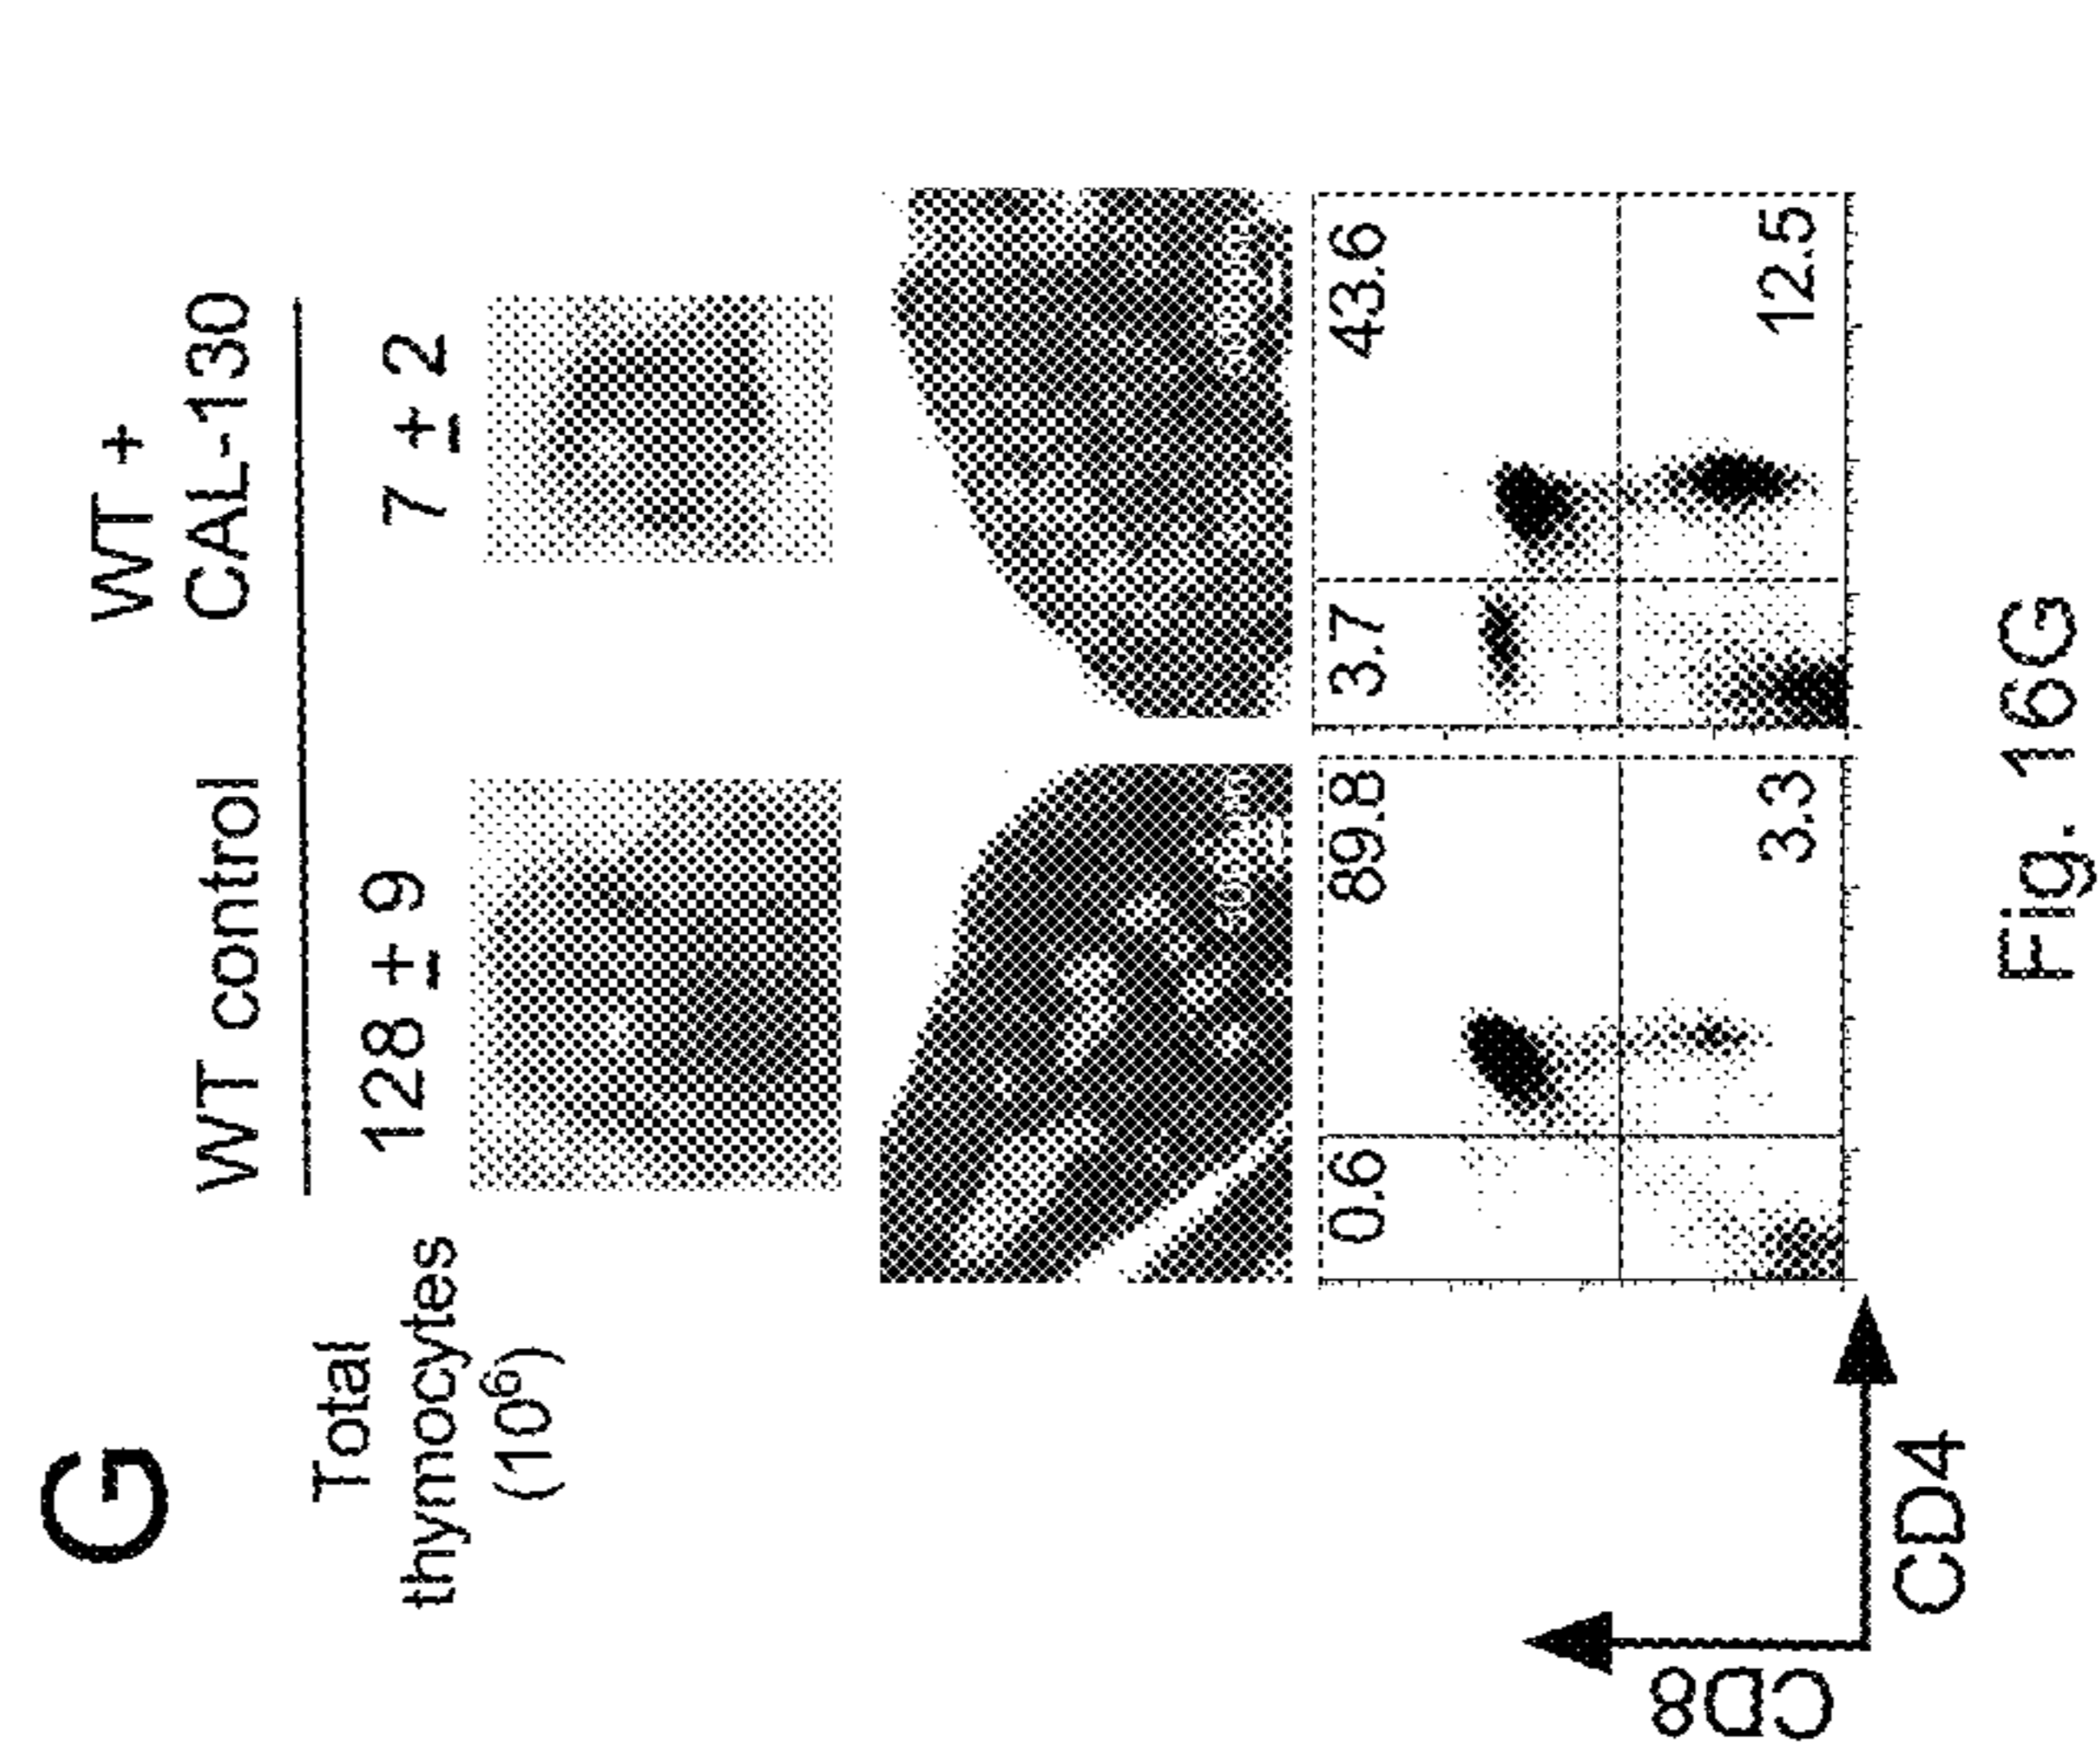 G
WT control
WT +
CAL-130
Total
thymocytes
(10⁶)
128 ± 9
7 ± 2
0.6
89.8
3.3
3.7
43.6
12.5
CD8
CD4
Fig. 16G